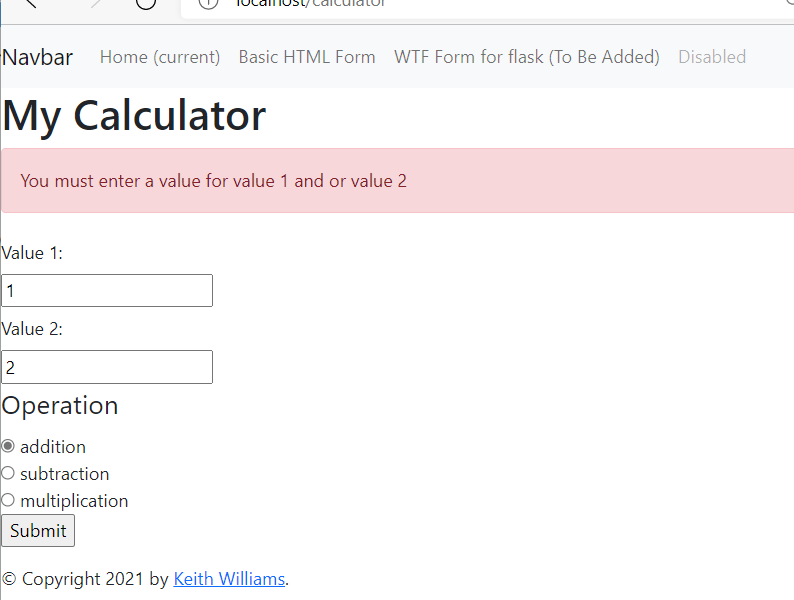 localhost/calculator
Navbar Home (current) Basic HTML Form WTF Form for flask (To Be Added) Disabled
My Calculator
You must enter a value for value 1 and or value 2
Value 1:
1
Value 2:
2
Operation
addition
subtraction
multiplication
Submit
© Copyright 2021 by Keith Williams.